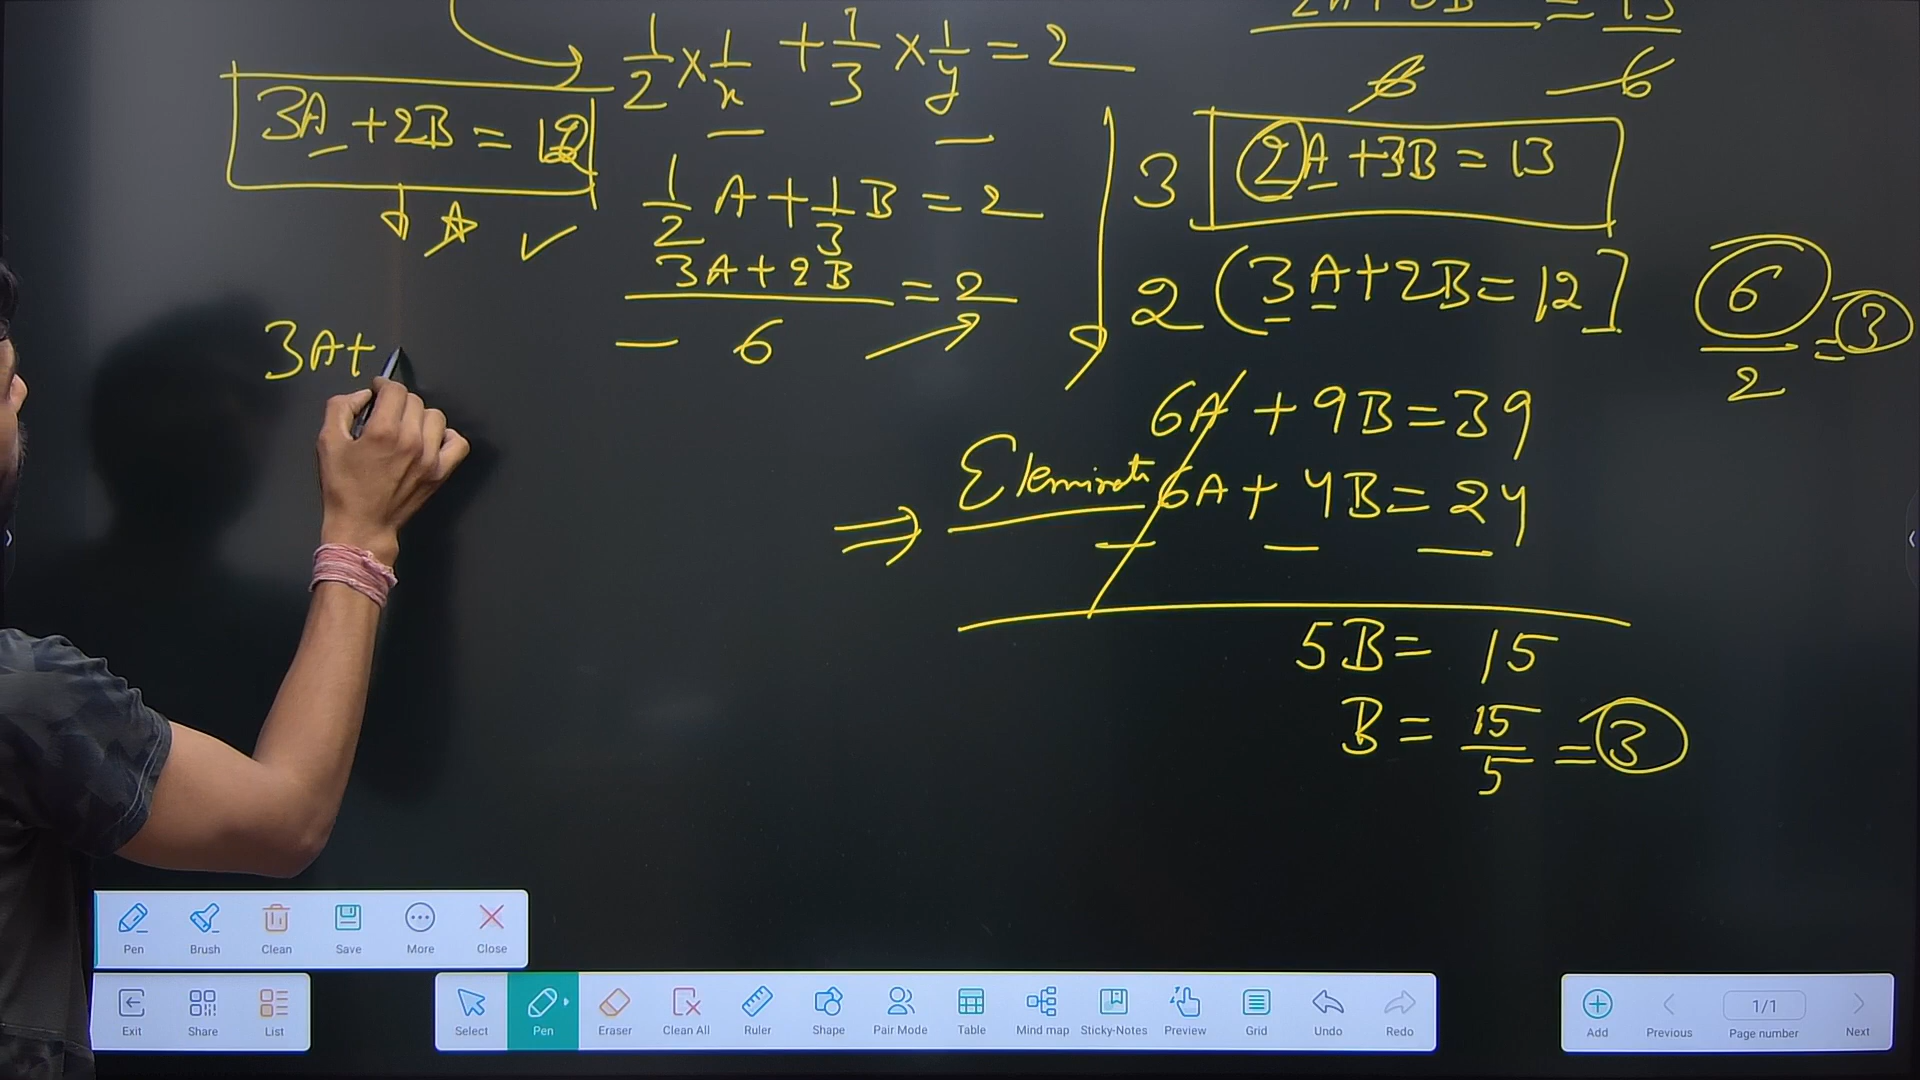 1/2 × 1/x + 1/3 × 1/y = 2
3A + 2B = 12
1/2 A + 1/3 B = 2
3A + 2B / 6 = 2
= 13
6 6
3 2A + 3B = 13
2 (3A + 2B = 12]
6/2 = 3
6A + 9B = 39
Eleminate 6A + 4B = 24
5B = 15
B = 15/5 = 3
3A+
Pen Brush Clean Save More Close
Exit Share List
Select Pen Eraser Clean All Ruler Shape Pair Mode Table Mind map Sticky-Notes Preview Grid Undo Redo
Add Previous 1/1 Page number Next